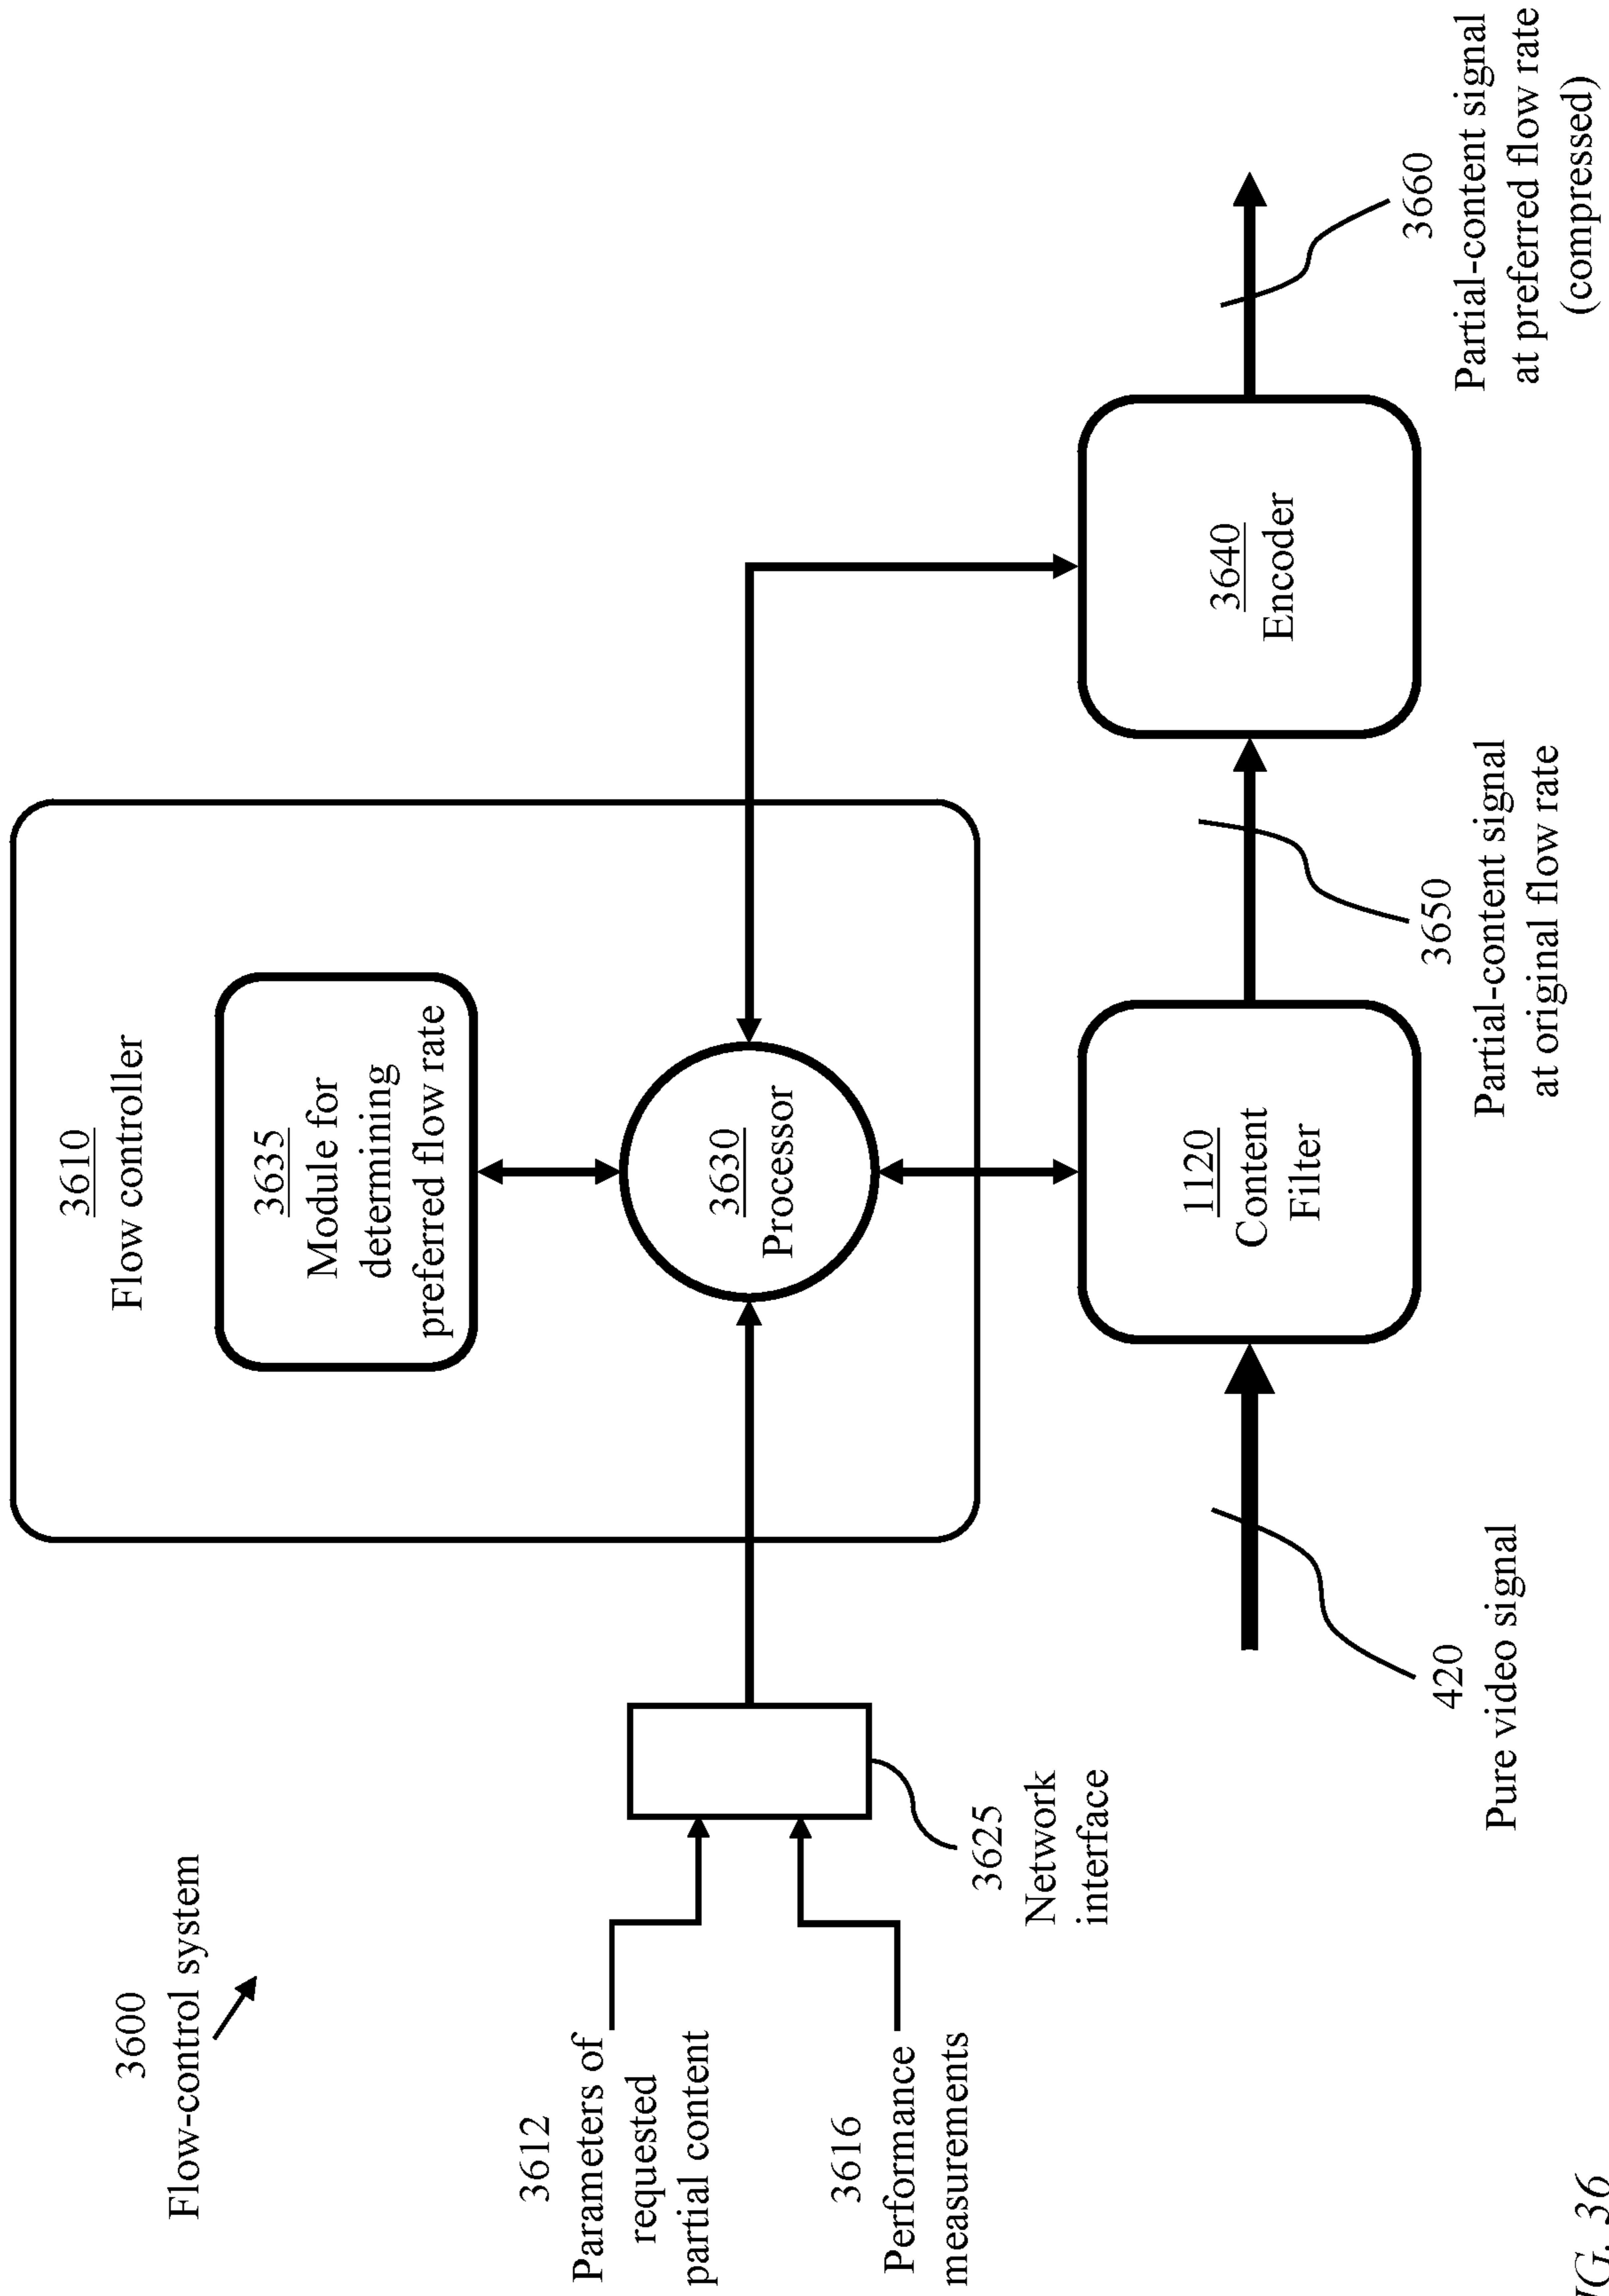 3600
Flow-control system
3610
Flow controller
3635
Module for
determining
preferred flow rate
3612
Parameters of
requested
partial content
3616
Performance
measurements
3625
Network
interface
3630
Processor
1120
Content
Filter
3640
Encoder
420
Pure video signal
3650
Partial-content signal
at original flow rate
3660
Partial-content signal
at preferred flow rate
(compressed)
36